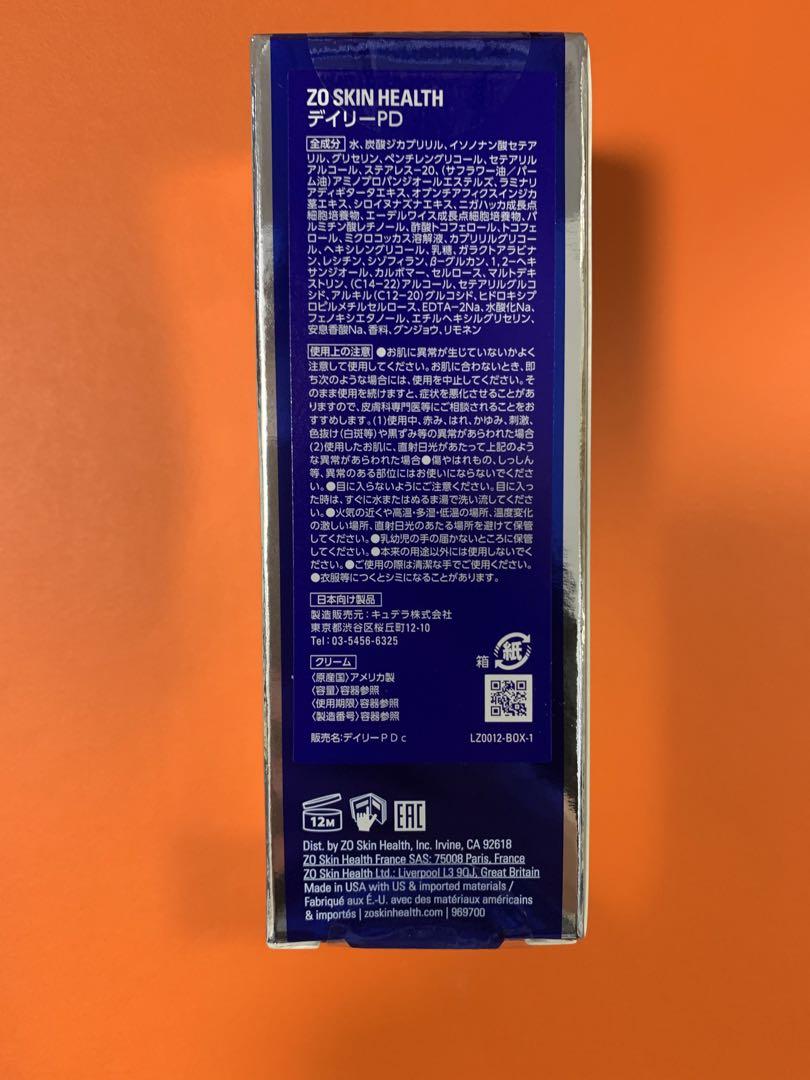 ZO SKIN HEALTH
デイリーPD
全成分 水、炭酸ジカプリリル、イソノナン酸セテア
リル、グリセリン、ペンチレングリコール、セテアリル
アルコール、ステアレス-20、(サフラワー油／パー
ム油)アミノプロパンジオールエステルズ、ラミナリ
アディギタータエキス、オプンチアフィクスインジカ
茎エキス、シロイヌナズナエキス、ニガハッカ成長点
細胞培養物、エーデルワイス成長点細胞培養物、パ
ルミチン酸レチノール、酢酸トコフェロール、トコフェ
ロール、ミクロコッカス溶解液、カプリリルグリコー
ル、ヘキシレングリコール、乳糖、ガラクトアラビナ
ン、レシチン、シゾフィラン、β-グルカン、1,2-ヘキ
サンジオール、カルボマー、セルロース、マルトデキ
ストリン、(C14-22)アルコール、セテアリルグルコ
シド、アルキル(C12-20)グルコシド、ヒドロキシプ
ロピルメチルセルロース、EDTA-2Na、水酸化Na、
フェノキシエタノール、エチルヘキシルグリセリン、
安息香酸Na、香料、グンジョウ、リモネン
使用上の注意 ●お肌に異常が生じていないかよく
注意して使用してください。お肌に合わないとき、即
ち次のような場合には、使用を中止してください。そ
のまま使用を続けますと、症状を悪化させることがあ
りますので、皮膚科専門医等にご相談されることをお
すすめします。(1)使用中、赤み、はれ、かゆみ、刺激、
色抜け(白斑等)や黒ずみ等の異常があらわれた場合
(2)使用したお肌に、直射日光があたって上記のよう
な異常があらわれた場合●傷やはれもの、しっしん
等、異常のある部位にはお使いにならないでくださ
い。●目に入らないようにご注意ください。目に入っ
た時は、すぐに水またはぬるま湯で洗い流してくださ
い。●火気の近くや高温・多湿・低温の場所、温度変化
の激しい場所、直射日光のあたる場所を避けて保管
してください。●乳幼児の手の届かないところに保管
してください。●本来の用途以外には使用しないでく
ださい。●ご使用の際は清潔な手でご使用ください。
●衣服等につくとシミになることがあります。
日本向け製品
製造販売元：キュデラ株式会社
東京都渋谷区桜丘町12-10
Tel：03-5456-6325
クリーム
〈原産国〉アメリカ製
〈容量〉容器参照
〈使用期限〉容器参照
〈製造番号〉容器参照
箱 紙
販売名：デイリーPDc
LZ0012-BOX-1
12M
EAC
Dist. by ZO Skin Health, Inc. Irvine, CA 92618
ZO Skin Health France SAS: 75008 Paris, France
ZO Skin Health Ltd.: Liverpool L3 9QJ, Great Britain
Made in USA with US & imported materials /
Fabriqué aux É.-U. avec des matériaux américains
& importés | zoskinhealth.com | 969700